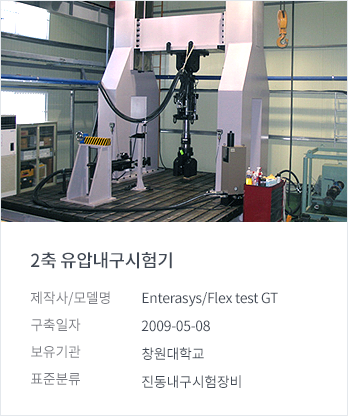 2축 유압내구시험기
제작사/모델명 Enterasys/Flex test GT
구축일자 2009-05-08
보유기관 창원대학교
표준분류 진동내구시험장비